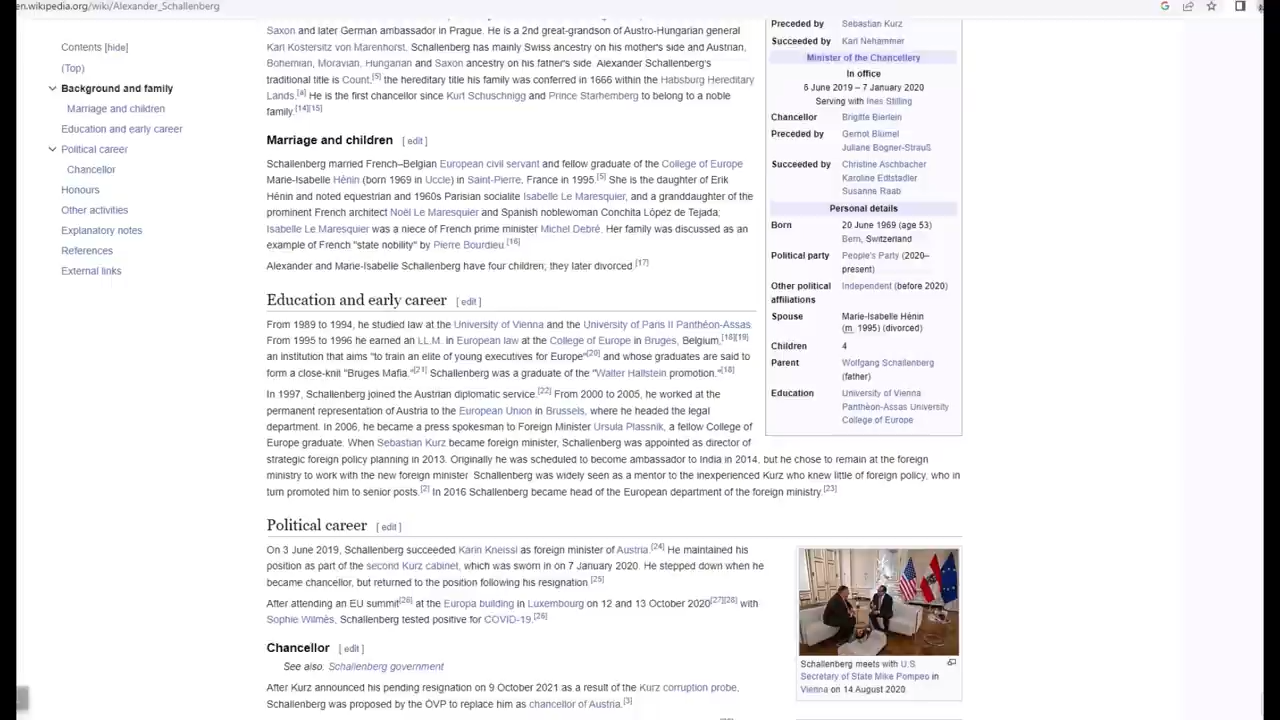 en.wikipedia.org/wiki/Alexander_Schallenberg
Contents [hide]
(Top)
Background and family
Marriage and children
Education and early career
Political career
Chancellor
Honours
Other activities
Explanatory notes
References
External links
Saxon and later German ambassador in Prague. He is a 2nd great-grandson of Austro-Hungarian general
Karl Kostersitz von Marenhorst. Schallenberg has mainly Swiss ancestry on his mother's side and Austrian,
Bohemian, Moravian, Hungarian and Saxon ancestry on his father's side. Alexander Schallenberg's
traditional title is Count,[5] the hereditary title his family was conferred in 1666 within the Habsburg Hereditary
Lands.[a] He is the first chancellor since Kurt Schuschnigg and Prince Starhemberg to belong to a noble
family.[14][15]
Marriage and children [ edit ]
Schallenberg married French–Belgian European civil servant and fellow graduate of the College of Europe
Marie-Isabelle Hénin (born 1969 in Uccle) in Saint-Pierre, France in 1995.[5] She is the daughter of Erik
Hénin and noted equestrian and 1960s Parisian socialite Isabelle Le Maresquier, and a granddaughter of the
prominent French architect Noël Le Maresquier and Spanish noblewoman Conchita López de Tejada;
Isabelle Le Maresquier was a niece of French prime minister Michel Debré. Her family was discussed as an
example of French "state nobility" by Pierre Bourdieu.[16]
Alexander and Marie-Isabelle Schallenberg have four children; they later divorced.[17]
Education and early career [ edit ]
From 1989 to 1994, he studied law at the University of Vienna and the University of Paris II Panthéon-Assas.
From 1995 to 1996 he earned an LL.M. in European law at the College of Europe in Bruges, Belgium,[18][19]
an institution that aims "to train an elite of young executives for Europe"[20] and whose graduates are said to
form a close-knit "Bruges Mafia."[21] Schallenberg was a graduate of the "Walter Hallstein promotion."[18]
In 1997, Schallenberg joined the Austrian diplomatic service.[22] From 2000 to 2005, he worked at the
permanent representation of Austria to the European Union in Brussels, where he headed the legal
department. In 2006, he became a press spokesman to Foreign Minister Ursula Plassnik, a fellow College of
Europe graduate. When Sebastian Kurz became foreign minister, Schallenberg was appointed as director of
strategic foreign policy planning in 2013. Originally he was scheduled to become ambassador to India in 2014, but he chose to remain at the foreign
ministry to work with the new foreign minister. Schallenberg was widely seen as a mentor to the inexperienced Kurz who knew little of foreign policy, who in
turn promoted him to senior posts.[2] In 2016 Schallenberg became head of the European department of the foreign ministry.[23]
Political career [ edit ]
On 3 June 2019, Schallenberg succeeded Karin Kneissl as foreign minister of Austria.[24] He maintained his
position as part of the second Kurz cabinet, which was sworn in on 7 January 2020. He stepped down when he
became chancellor, but returned to the position following his resignation.[25]
After attending an EU summit[26] at the Europa building in Luxembourg on 12 and 13 October 2020[27][28] with
Sophie Wilmès, Schallenberg tested positive for COVID-19.[26]
Chancellor [ edit ]
See also: Schallenberg government
After Kurz announced his pending resignation on 9 October 2021 as a result of the Kurz corruption probe,
Schallenberg was proposed by the ÖVP to replace him as chancellor of Austria.[3]
Preceded by Sebastian Kurz
Succeeded by Karl Nehammer
Minister of the Chancellery
In office
6 June 2019 – 7 January 2020
Serving with Ines Stilling
Chancellor Brigitte Bierlein
Preceded by Gernot Blümel
Juliane Bogner-Strauß
Succeeded by Christine Aschbacher
Karoline Edtstadler
Susanne Raab
Personal details
Born 20 June 1969 (age 53)
Bern, Switzerland
Political party People's Party (2020–
present)
Other political Independent (before 2020)
affiliations
Spouse Marie-Isabelle Hénin
(m. 1995) (divorced)
Children 4
Parent Wolfgang Schallenberg
(father)
Education University of Vienna
Panthéon-Assas University
College of Europe
Schallenberg meets with U.S.
Secretary of State Mike Pompeo in
Vienna on 14 August 2020